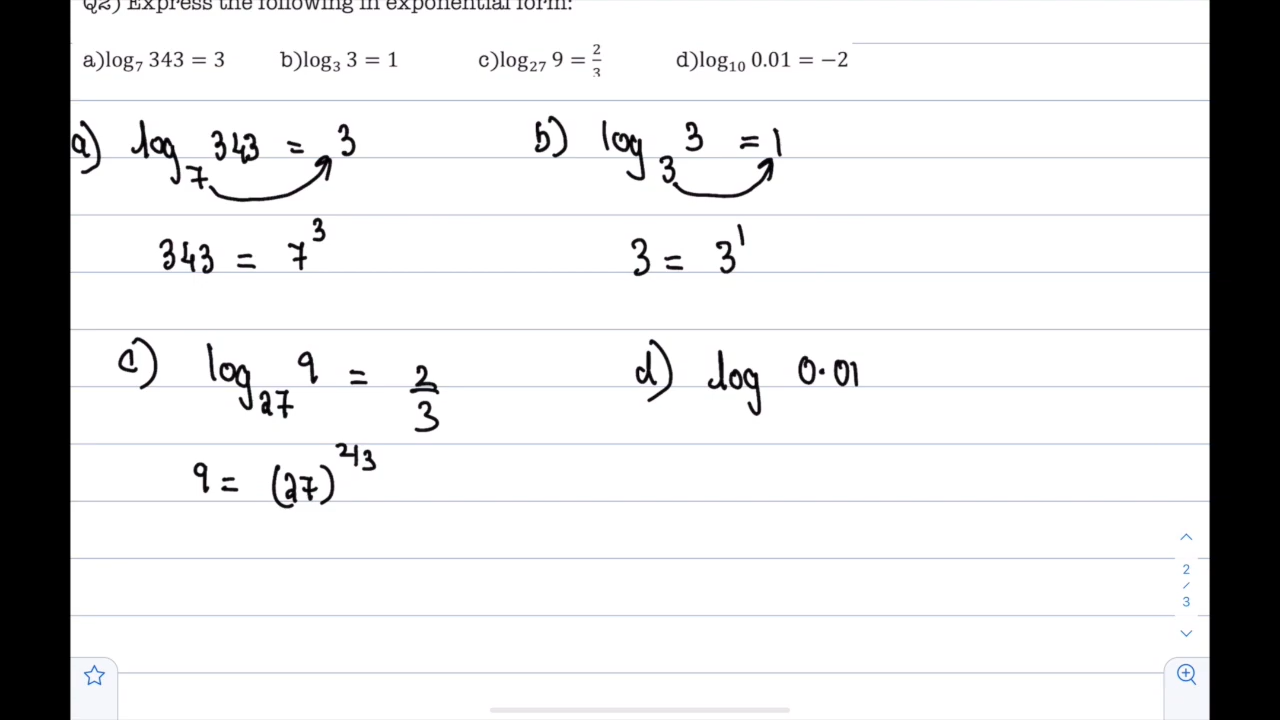 Q2) Express the following in exponential form:
a)log₇ 343 = 3 b)log₃ 3 = 1 c)log₂₇ 9 = 2/3 d)log₁₀ 0.01 = −2
a) log₇ 343 = 3 b) log₃ 3 = 1
343 = 7³ 3 = 3¹
c) log₂₇ 9 = 2/3 d) log 0.01
9 = (27)^2/3
2
/
3